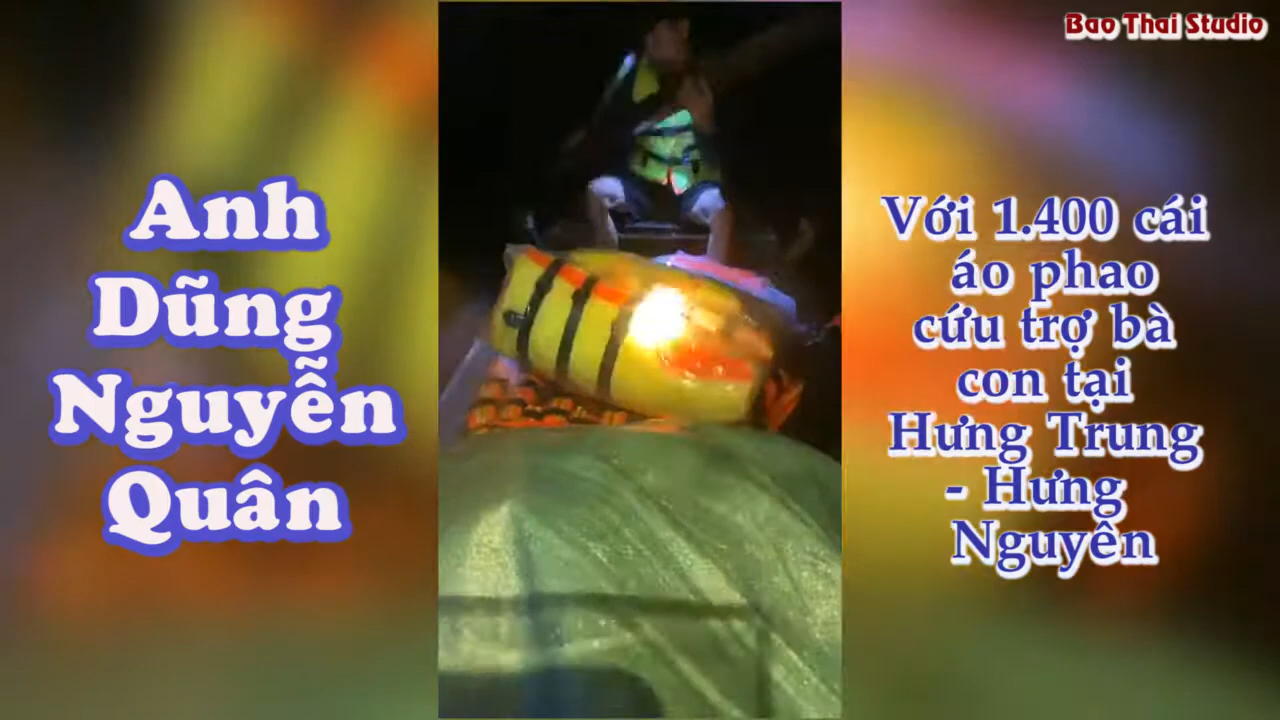 Bao Thai Studio
Anh
Dũng
Nguyễn
Quân
Với 1.400 cái
áo phao
cứu trợ bà
con tại
Hưng Trung
- Hưng
Nguyên